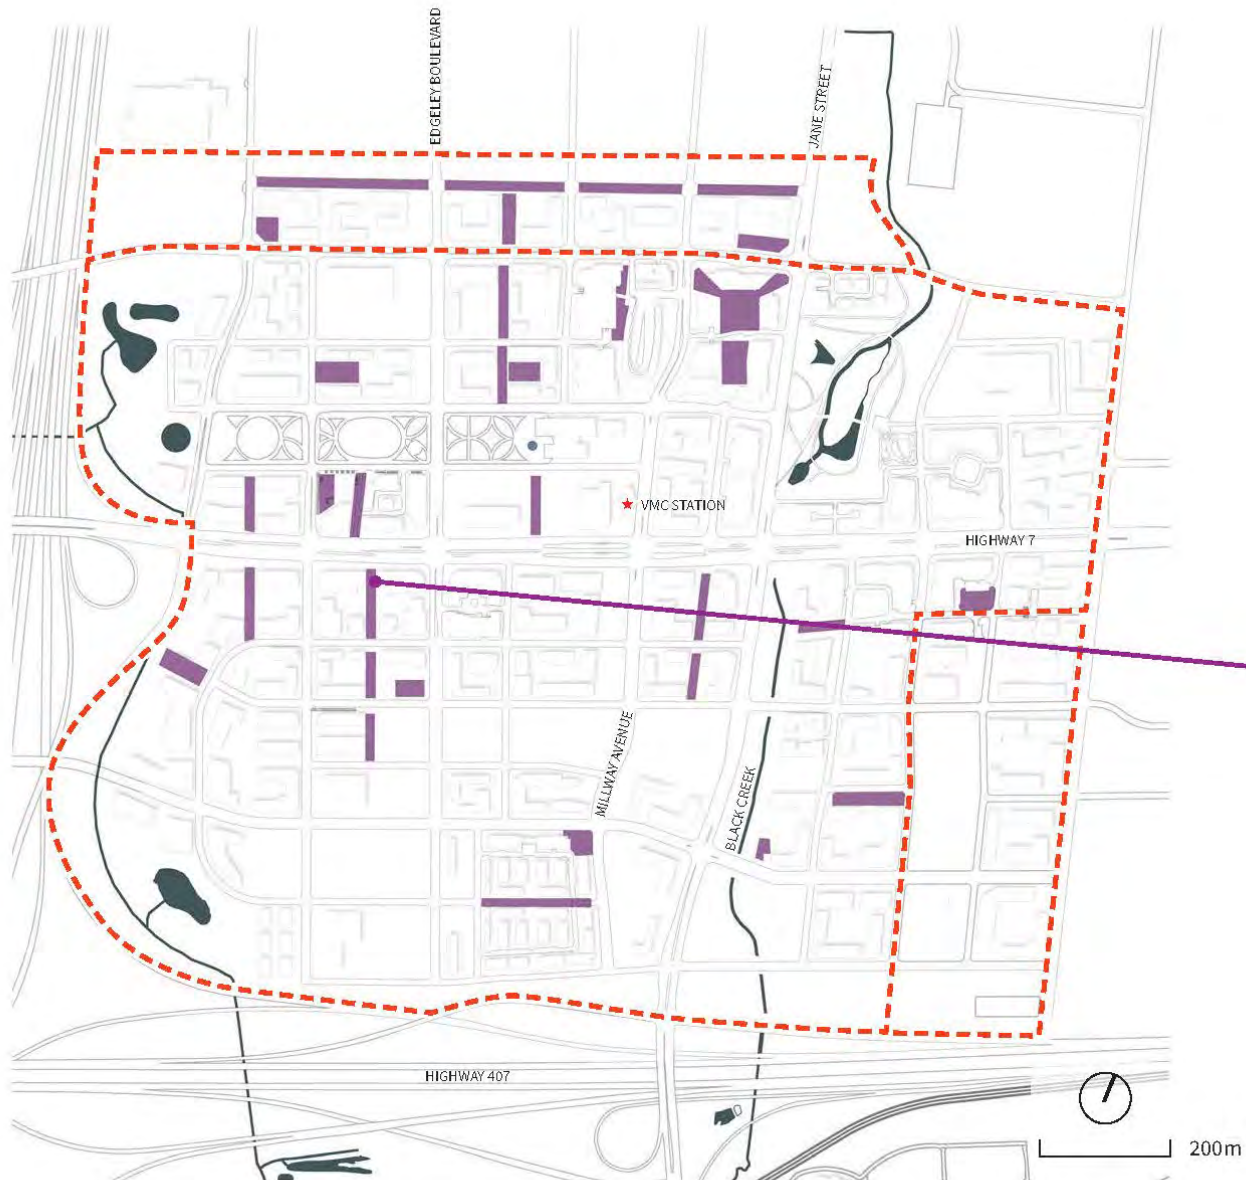 EDGELEY BOULEVARD
JANE STREET
VMC STATION
HIGHWAY 7
MILLWAY AVENUE
BLACK CREEK
HIGHWAY 407
200m